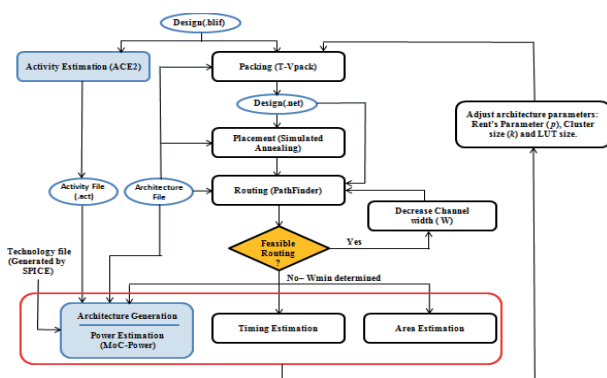 Design(.blif)
Activity Estimation (ACE2)
Packing (T-Vpack)
Design(.net)
Adjust architecture parameters:
Rent's Parameter (p), Cluster
size (k) and LUT size.
Placement (Simulated
Annealing)
Activity File
(.act)
Architecture
File
Routing (PathFinder)
Decrease Channel
width ( W)
Feasible
Routing
?
Yes
Technology file
(Generated by
SPICE)
No– Wmin determined
Architecture Generation
Power Estimation
(MoC-Power)
Timing Estimation
Area Estimation